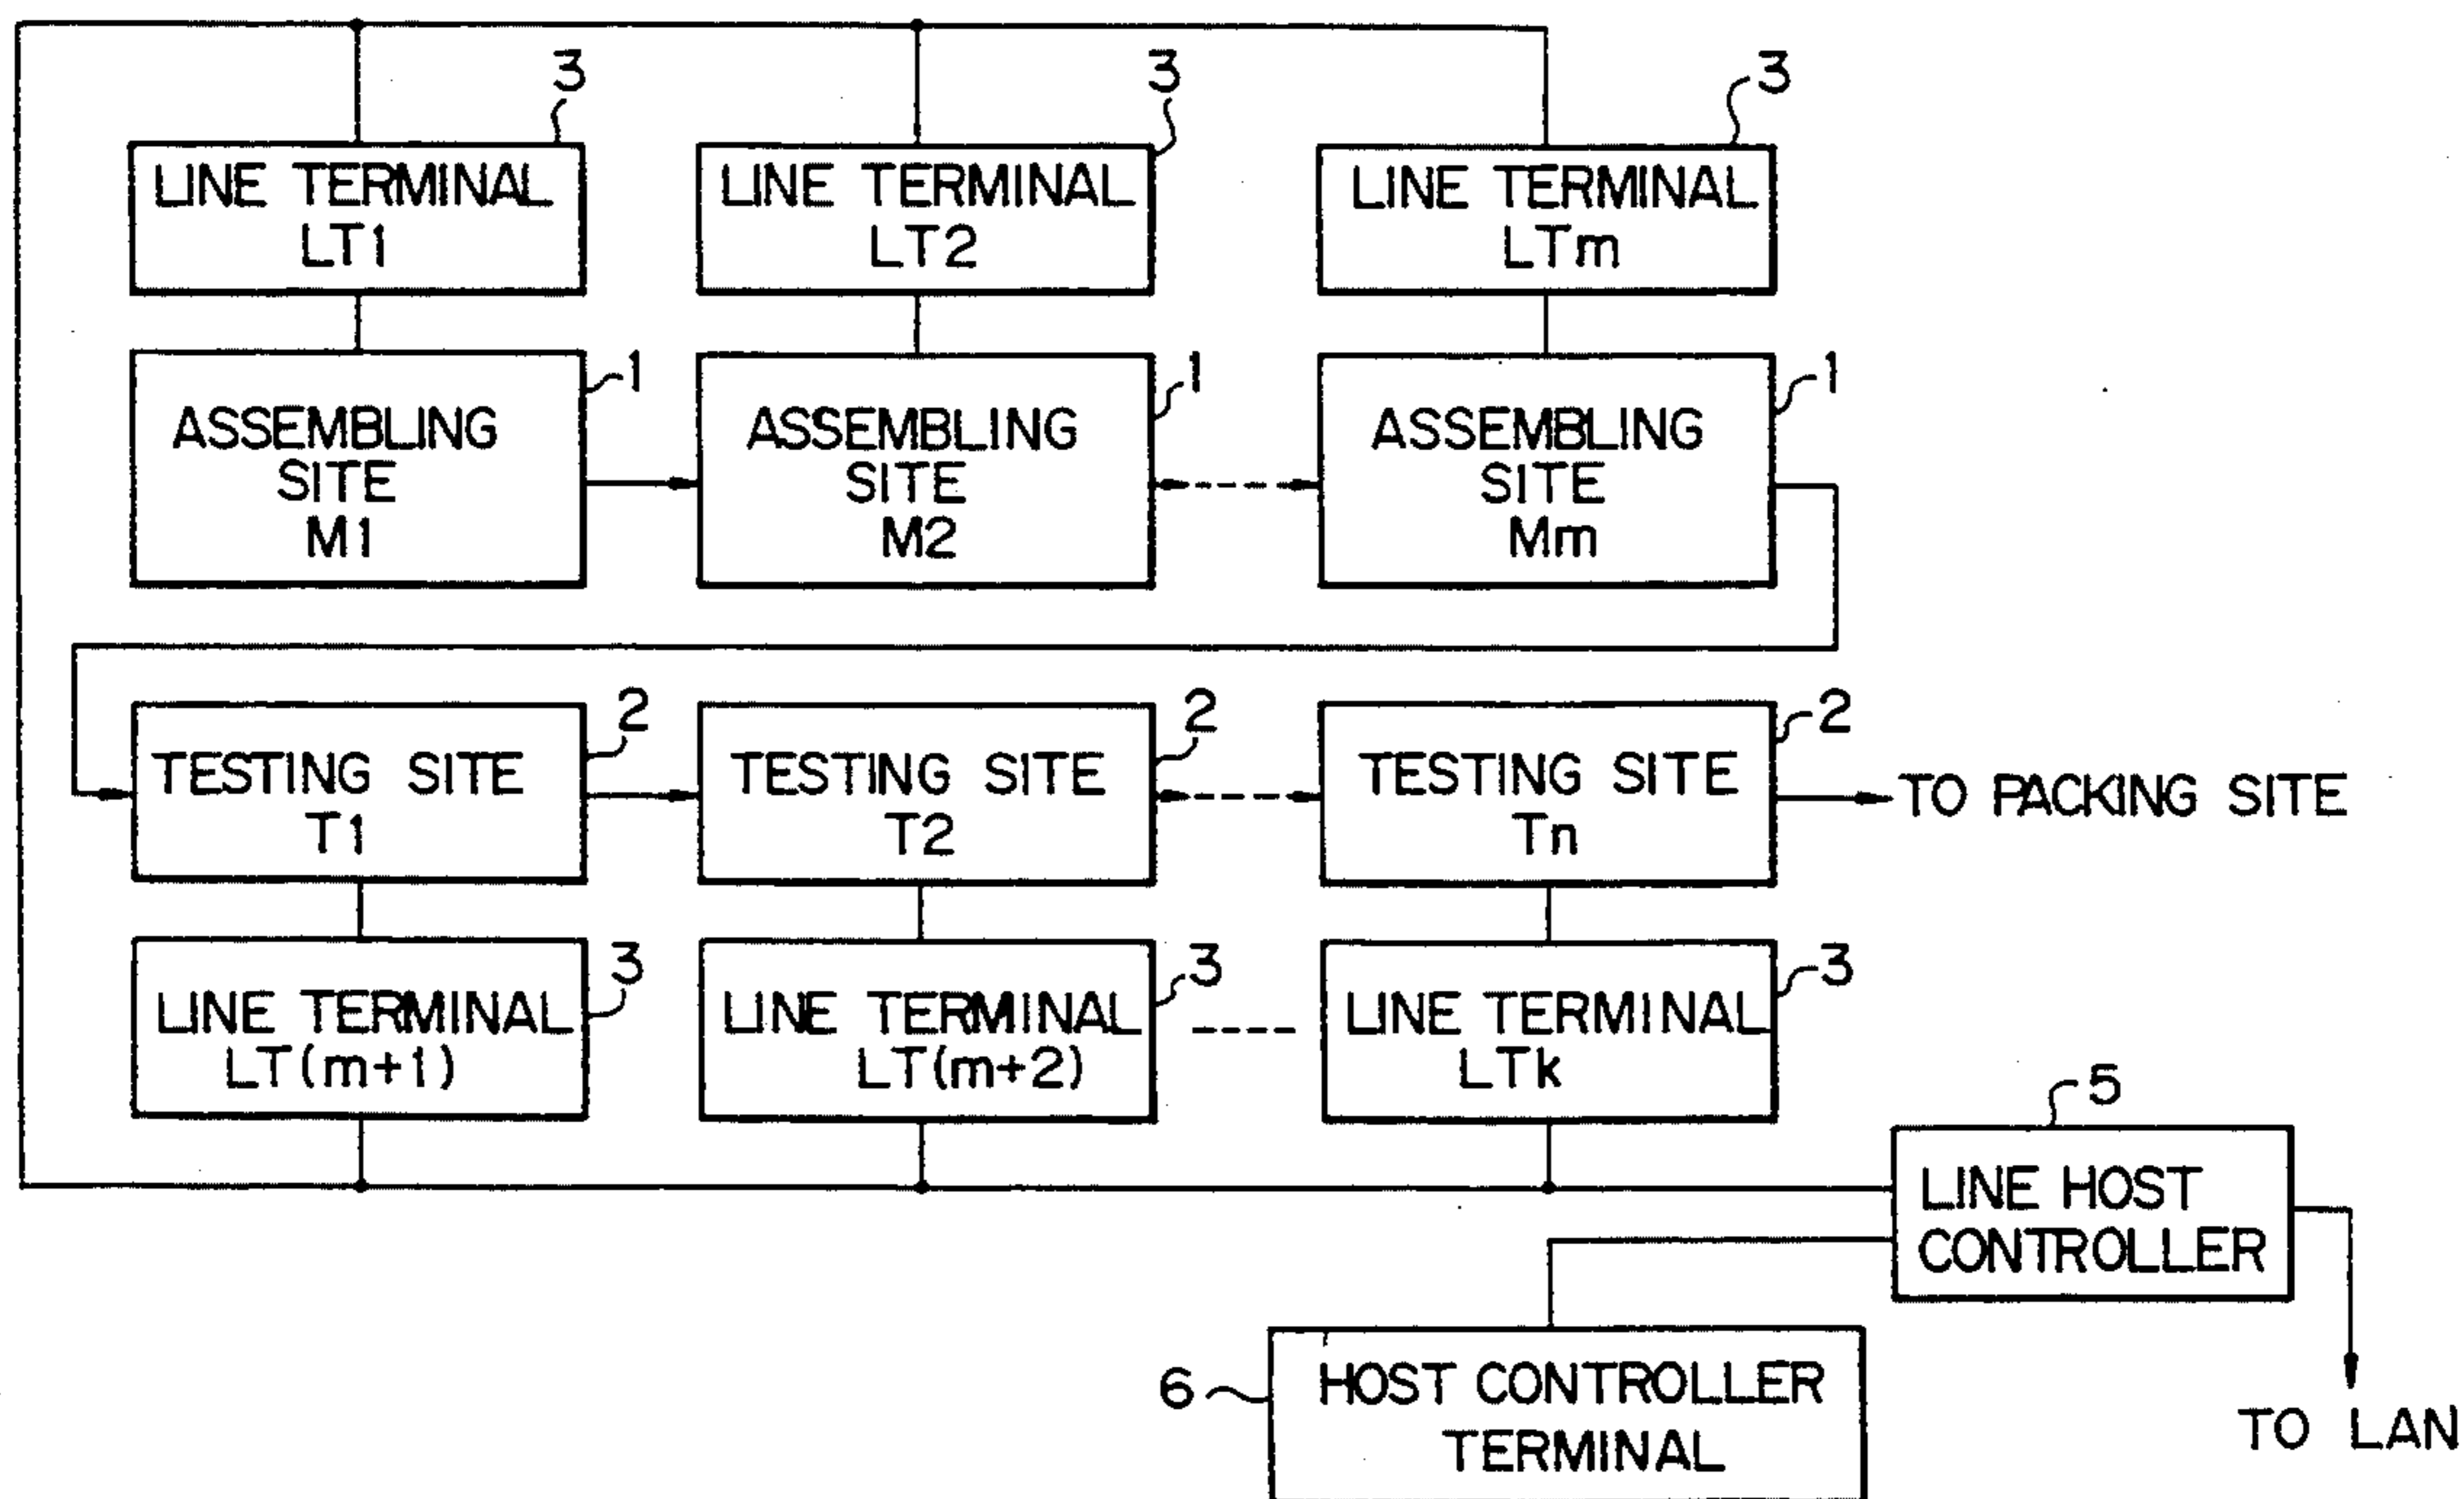 3
3
3
LINE TERMINAL
LT1
LINE TERMINAL
LT2
LINE TERMINAL
LTm
1
1
1
ASSEMBLING
SITE
M1
ASSEMBLING
SITE
M2
ASSEMBLING
SITE
Mm
2
2
2
TESTING SITE
T1
TESTING SITE
T2
TESTING SITE
Tn
TO PACKING SITE
3
3
3
LINE TERMINAL
LT(m+1)
LINE TERMINAL
LT(m+2)
LINE TERMINAL
LTk
5
LINE HOST
CONTROLLER
6
HOST CONTROLLER
TERMINAL
TO LAN